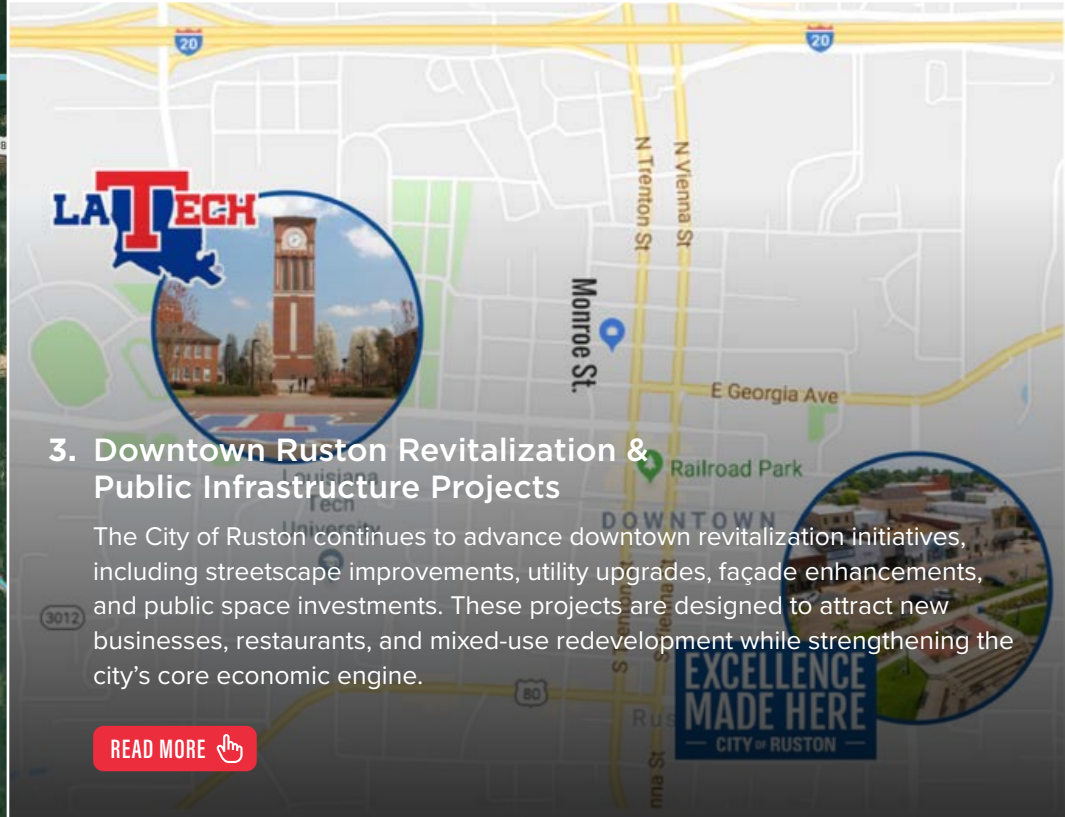 20
20
N Trenton St
N Vienna St
LA TECH
Monroe St.
E Georgia Ave
3. Downtown Ruston Revitalization &
Public Infrastructure Projects
Railroad Park
Louisiana
Tech
University
DOWNTOWN
The City of Ruston continues to advance downtown revitalization initiatives,
including streetscape improvements, utility upgrades, façade enhancements,
and public space investments. These projects are designed to attract new
businesses, restaurants, and mixed-use redevelopment while strengthening the
city's core economic engine.
3012
80
EXCELLENCE
MADE HERE
CITY OF RUSTON
READ MORE